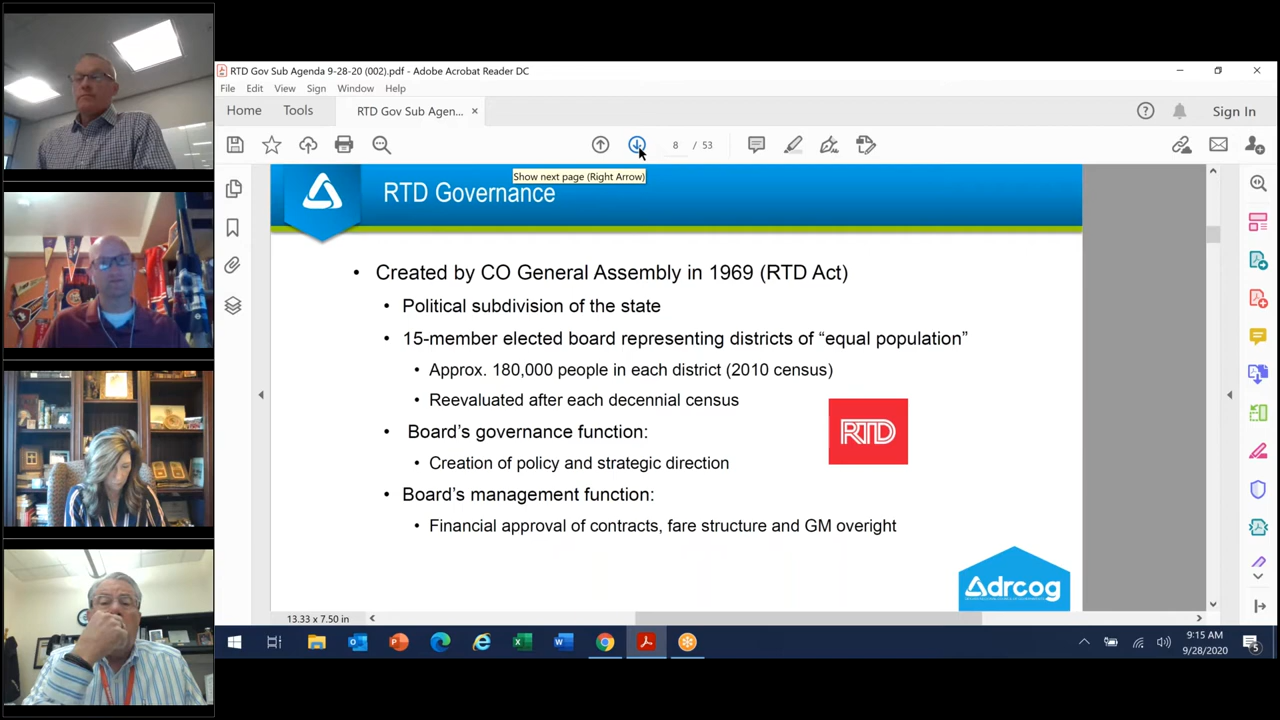 RTD Gov Sub Agenda 9-28-20 (002).pdf - Adobe Acrobat Reader DC
File Edit View Sign Window Help
Home Tools RTD Gov Sub Agen... × Sign In
8 / 53
Show next page (Right Arrow)
RTD Governance
• Created by CO General Assembly in 1969 (RTD Act)
• Political subdivision of the state
• 15-member elected board representing districts of “equal population”
• Approx. 180,000 people in each district (2010 census)
• Reevaluated after each decennial census
• Board’s governance function:
RTD
• Creation of policy and strategic direction
• Board’s management function:
• Financial approval of contracts, fare structure and GM overight
drcog
13.33 x 7.50 in
9:15 AM
9/28/2020
5